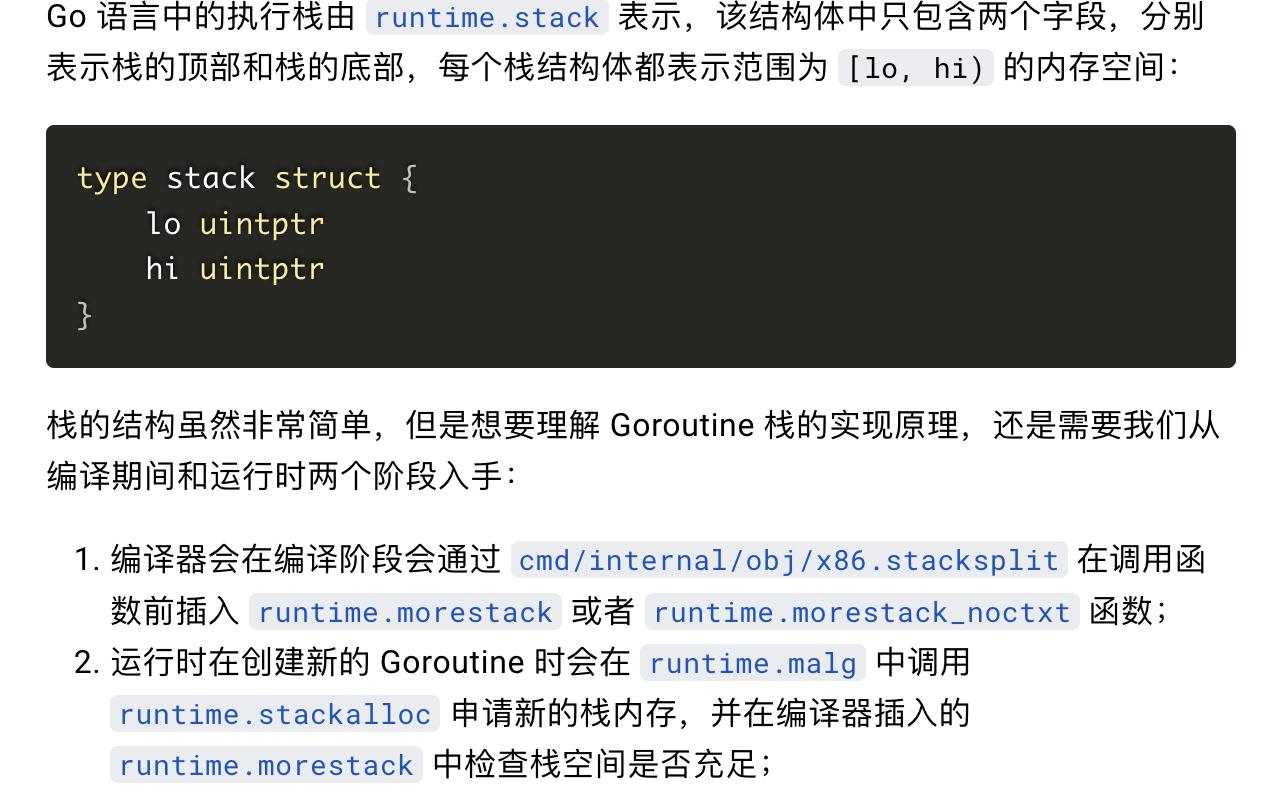 Go 语言中的执行栈由 runtime.stack 表示，该结构体中只包含两个字段，分别
表示栈的顶部和栈的底部，每个栈结构体都表示范围为 [lo, hi) 的内存空间：
type stack struct {
    lo uintptr
    hi uintptr
}
栈的结构虽然非常简单，但是想要理解 Goroutine 栈的实现原理，还是需要我们从
编译期间和运行时两个阶段入手：
1. 编译器会在编译阶段会通过 cmd/internal/obj/x86.stacksplit 在调用函
数前插入 runtime.morestack 或者 runtime.morestack_noctxt 函数；
2. 运行时在创建新的 Goroutine 时会在 runtime.malg 中调用
runtime.stackalloc 申请新的栈内存，并在编译器插入的
runtime.morestack 中检查栈空间是否充足；